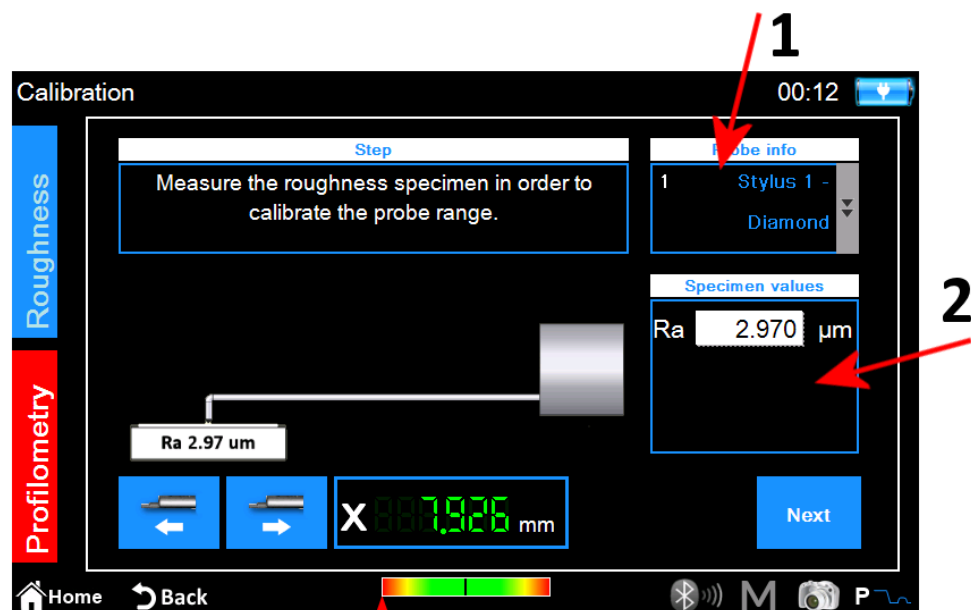 1
Calibration
00:12
Step
Probe info
Measure the roughness specimen in order to
calibrate the probe range.
1 Stylus 1 -
Diamond
Roughness
Specimen values
2
Ra 2.970 µm
Profilometry
Ra 2.97 um
X 7.926 mm
Next
Home
Back
M
P